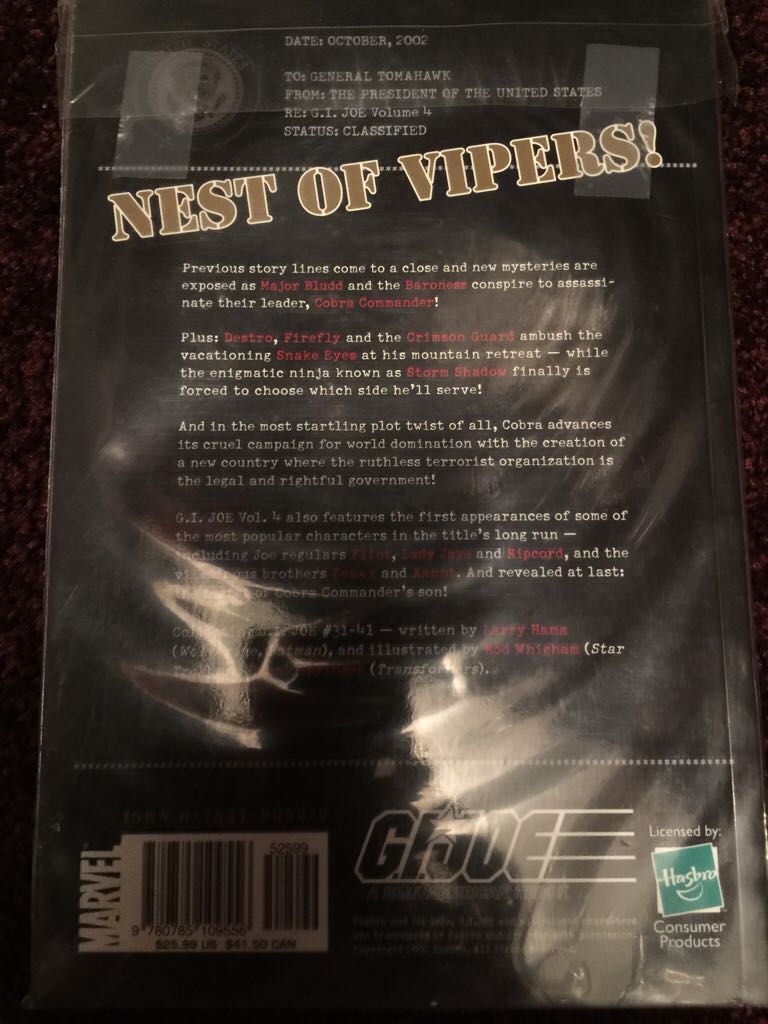 DATE: OCTOBER, 2002
TO: GENERAL TOMAHAWK
FROM: THE PRESIDENT OF THE UNITED STATES
RE: G.I. JOE Volume 4
STATUS: CLASSIFIED
NEST OF VIPERS!
Previous story lines come to a close and new mysteries are
exposed as Major Bludd and the Baroness conspire to assassi-
nate their leader, Cobra Commander!
Plus: Destro, Firefly and the Crimson Guard ambush the
vacationing Snake Eyes at his mountain retreat — while
the enigmatic ninja known as Storm Shadow finally is
forced to choose which side he'll serve!
And in the most startling plot twist of all, Cobra advances
its cruel campaign for world domination with the creation of
a new country where the ruthless terrorist organization is
the legal and rightful government!
G.I. JOE Vol. 4 also features the first appearances of some of
the most popular characters in the title's long run —
including Joe regulars Flint, Lady Jaye and Ripcord, and the
brothers Tomax and Xamot. And revealed at last:
of Cobra Commander's son!
JOE #31-41 — written by Larry Hama
and illustrated by Rod Whigham (Star
(Transformers).
MARVEL
52599
9 780785 109556
$25.99 US $41.50 CAN
G.I. JOE
A REAL AMERICAN HERO
Licensed by:
Hasbro
Consumer
Products